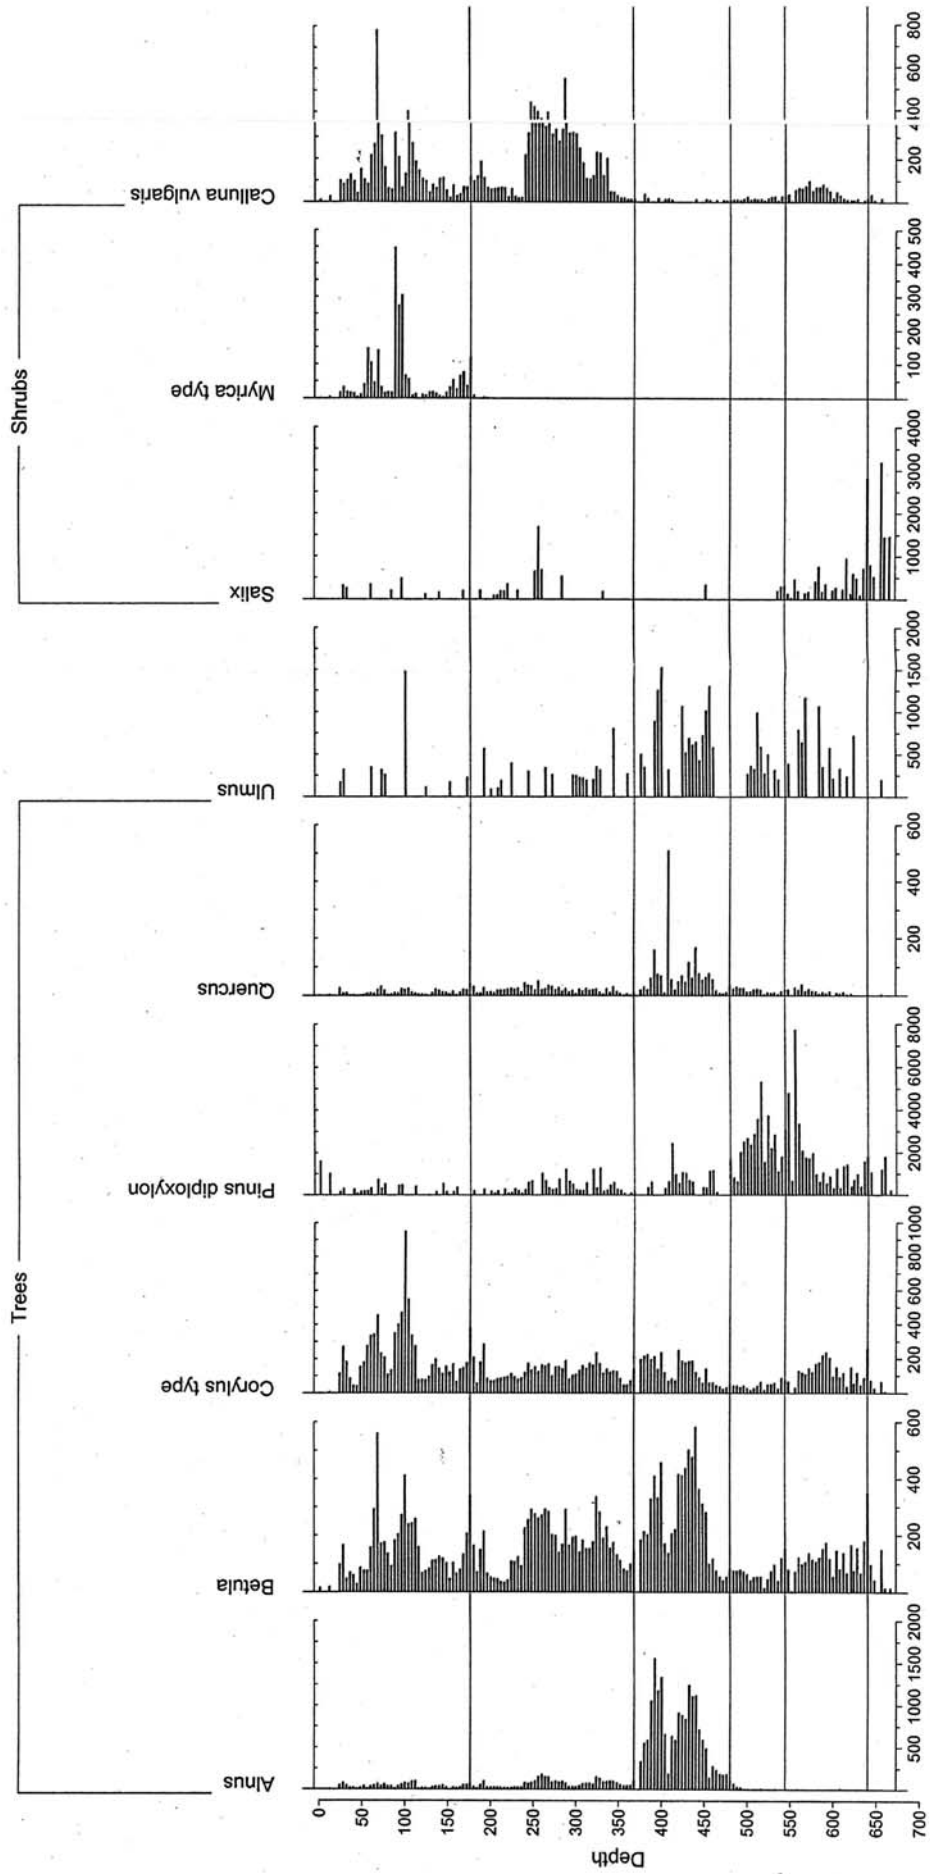 Trees
Shrubs
Alnus
Betula
Corylus type
Pinus diploxylon
Quercus
Ulmus
Salix
Myrica type
Calluna vulgaris
Depth
0
50
100
150
200
250
300
350
400
450
500
550
600
650
700
500 1000 1500 2000
200 400 600
200 400 600 800 1000
2000 4000 6000 8000
200 400 600
500 1000 1500 2000
1000 2000 3000 4000
100 200 300 400 500
200 400 600 800